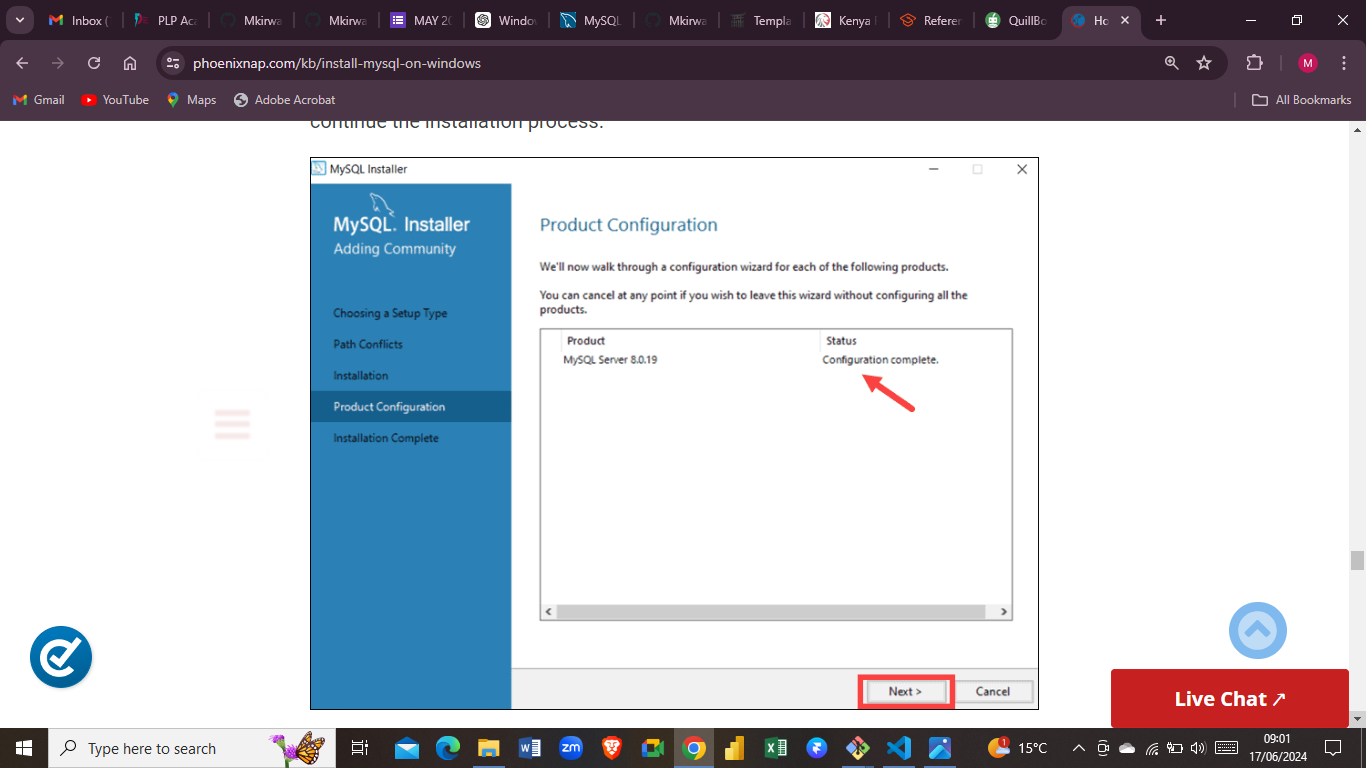 Inbox (
PLP Aca
Mkirwa
Mkirwa
MAY 20
Window
MySQL
Mkirwa
Templa
Kenya
Referen
QuillBo
Ho
phoenixnap.com/kb/install-mysql-on-windows
M
Gmail
YouTube
Maps
Adobe Acrobat
All Bookmarks
continue the installation process.
MySQL Installer
MySQL. Installer
Adding Community
Choosing a Setup Type
Path Conflicts
Installation
Product Configuration
Installation Complete
Product Configuration
We'll now walk through a configuration wizard for each of the following products.
You can cancel at any point if you wish to leave this wizard without configuring all the
products.
Product Status
MySQL Server 8.0.19 Configuration complete.
Next > Cancel
Live Chat
Type here to search
zm
1
15°C
09:01
17/06/2024